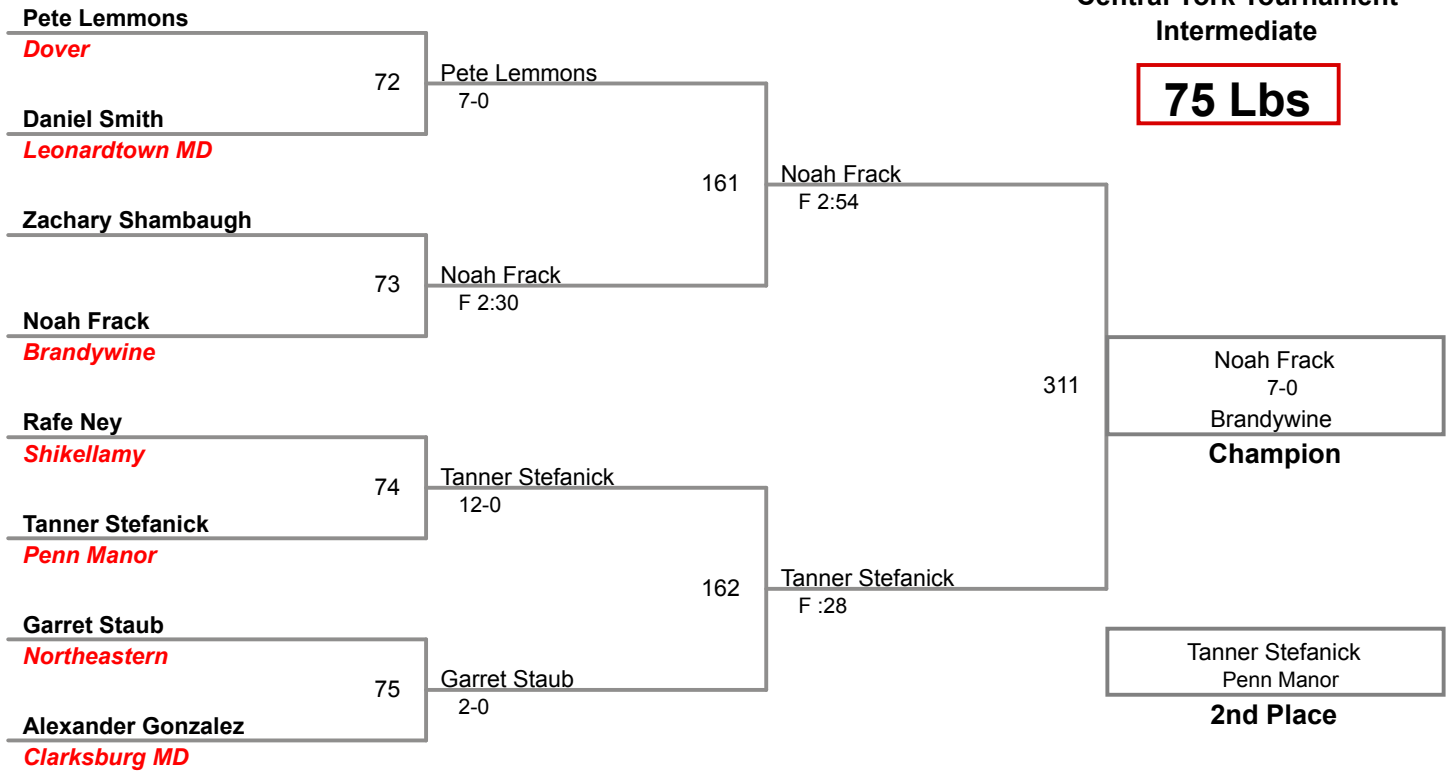 Central York Tournament
Intermediate
75 Lbs
Pete Lemmons
Dover
72
Pete Lemmons
7-0
Daniel Smith
Leonardtown MD
161
Noah Frack
F 2:54
Zachary Shambaugh
73
Noah Frack
F 2:30
Noah Frack
Brandywine
311
Noah Frack
7-0
Brandywine
Champion
Rafe Ney
Shikellamy
74
Tanner Stefanick
12-0
Tanner Stefanick
Penn Manor
162
Tanner Stefanick
F :28
Garret Staub
Northeastern
75
Garret Staub
2-0
Alexander Gonzalez
Clarksburg MD
Tanner Stefanick
Penn Manor
2nd Place